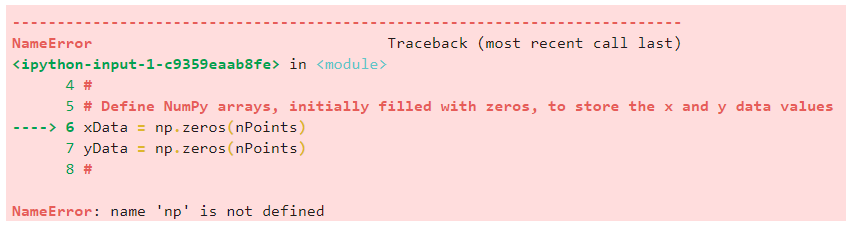 ---------------------------------------------------------------------------
NameError                                 Traceback (most recent call last)
<ipython-input-1-c9359eaab8fe> in <module>
      4 #
      5 # Define NumPy arrays, initially filled with zeros, to store the x and y data values
----> 6 xData = np.zeros(nPoints)
      7 yData = np.zeros(nPoints)
      8 #
NameError: name 'np' is not defined